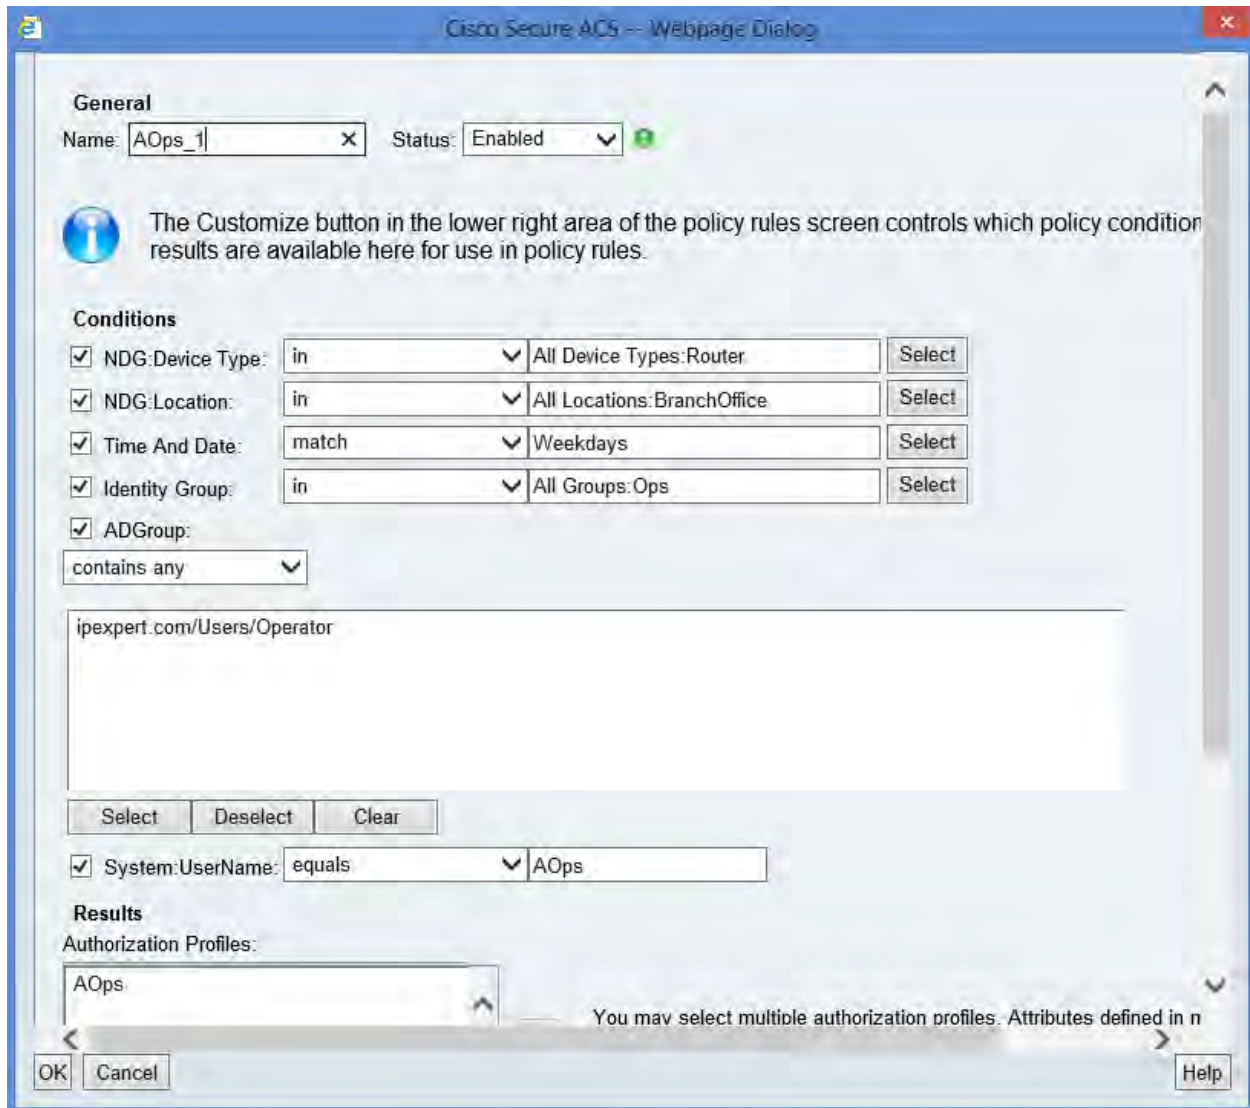 Cisco Secure ACS -- Webpage Dialog
General
Name: AOps_1 Status: Enabled
The Customize button in the lower right area of the policy rules screen controls which policy condition
results are available here for use in policy rules.
Conditions
NDG:Device Type: in All Device Types:Router Select
NDG:Location: in All Locations:BranchOffice Select
Time And Date: match Weekdays Select
Identity Group: in All Groups:Ops Select
ADGroup:
contains any
ipexpert.com/Users/Operator
Select Deselect Clear
System:UserName: equals AOps
Results
Authorization Profiles:
AOps
You may select multiple authorization profiles. Attributes defined in n
OK Cancel Help